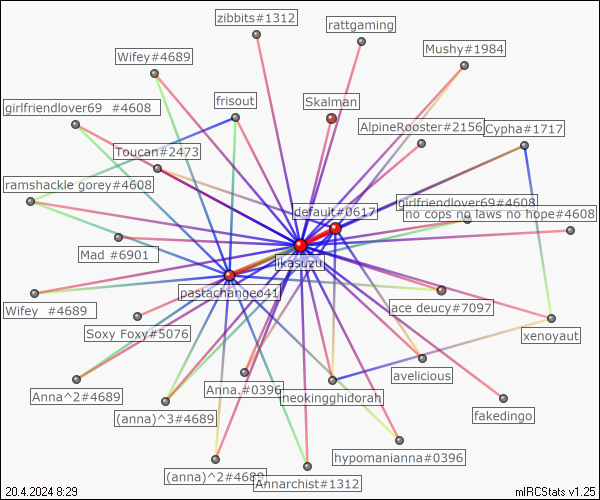 zibbits#1312
rattgaming
Mushy#1984
Wifey#4689
girlfriendlover69 #4608
frisout
Skalman
AlpineRooster#2156
Cypha#1717
Toucan#2473
ramshackle gorey#4608
default#0617
girlfriendlover69#4608
no cops no laws no hope#4608
Mad #6901
ikasuzu
pastachangeo41
Wifey #4689
ace deucy#7097
Soxy Foxy#5076
xenoyaut
avelicious
Anna^2#4689
Anna.#0396
neokingghidorah
(anna)^3#4689
fakedingo
hypomanianna#0396
(anna)^2#4689
Annarchist#1312
20.4.2024 8:29
mIRCStats v1.25